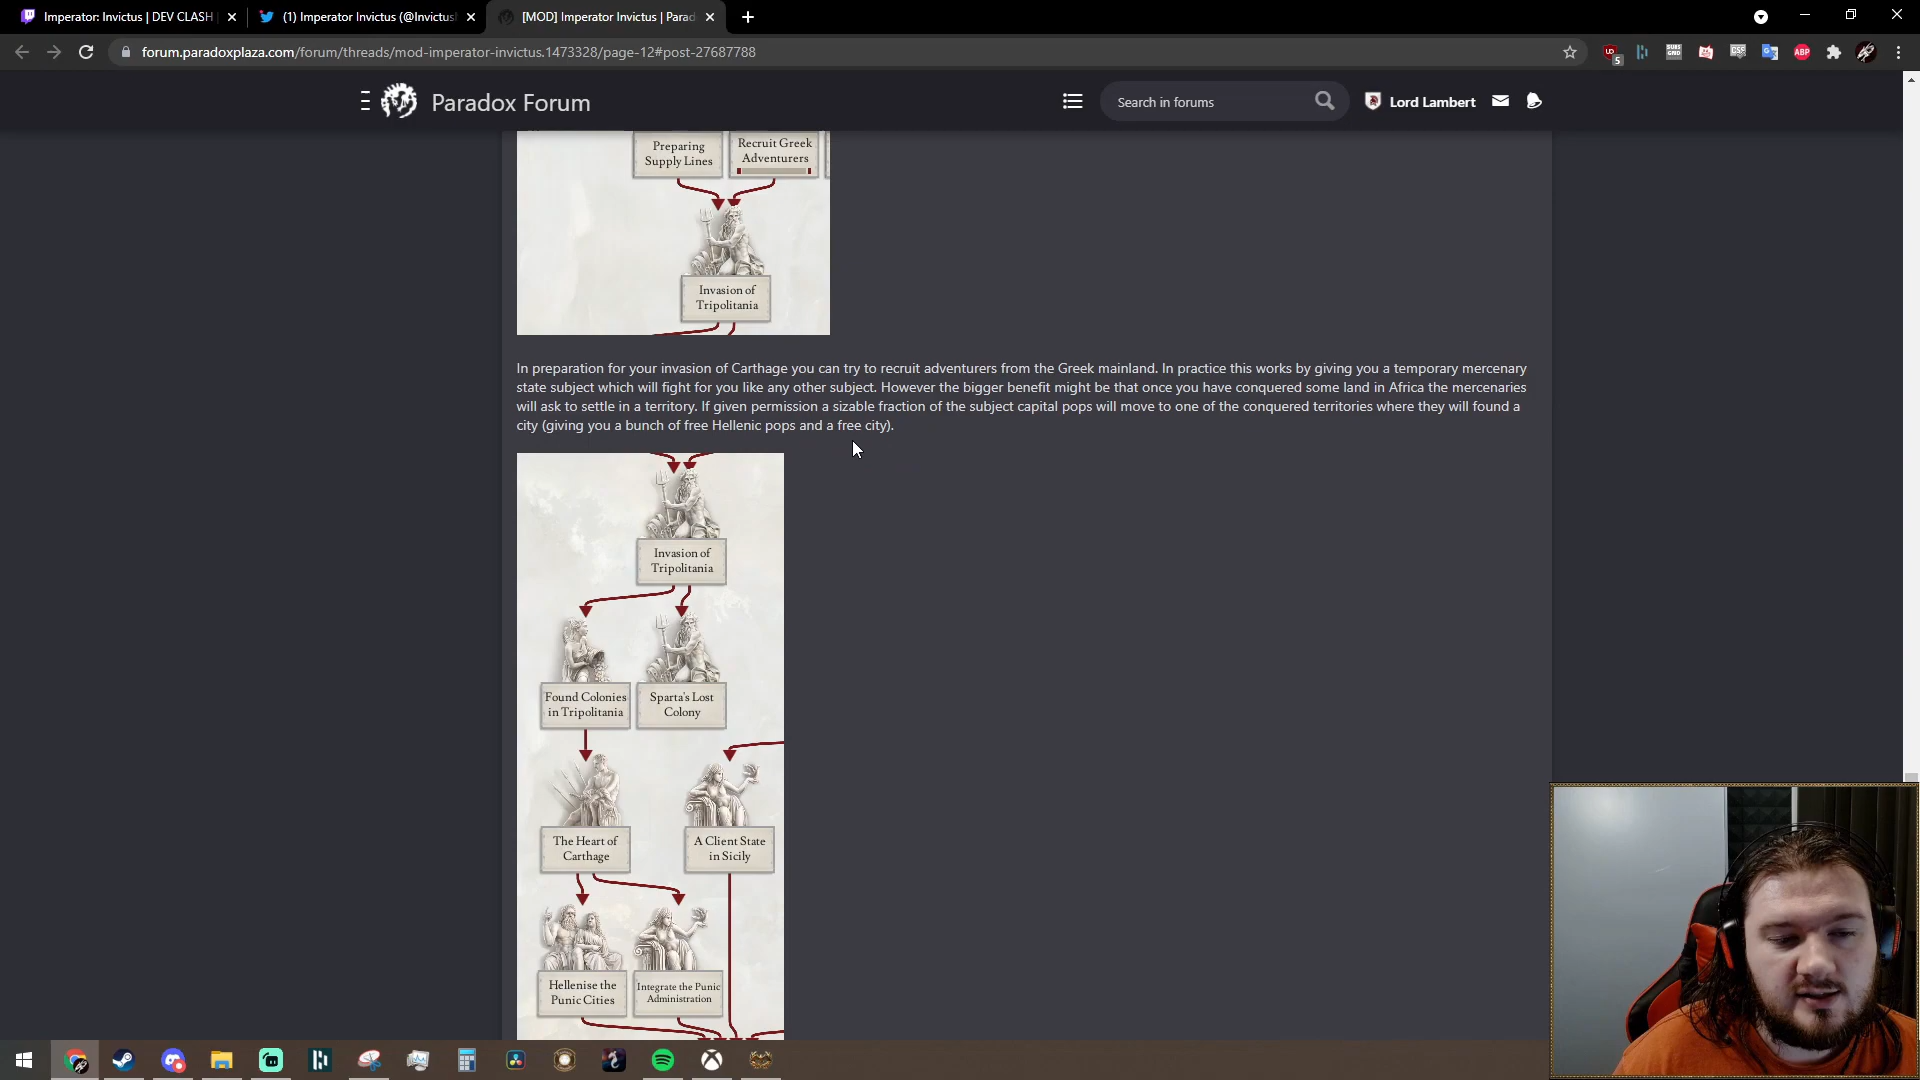 Imperator: Invictus | DEV CLASH
(1) Imperator Invictus (@Invictus
[MOD] Imperator Invictus | Parad
forum.paradoxplaza.com/forum/threads/mod-imperator-invictus.1473328/page-12#post-27687788
5
ABP
Paradox Forum
Search in forums
Lord Lambert
Preparing
Supply Lines
Recruit Greek
Adventurers
Invasion of
Tripolitania
In preparation for your invasion of Carthage you can try to recruit adventurers from the Greek mainland. In practice this works by giving you a temporary mercenary
state subject which will fight for you like any other subject. However the bigger benefit might be that once you have conquered some land in Africa the mercenaries
will ask to settle in a territory. If given permission a sizable fraction of the subject capital pops will move to one of the conquered territories where they will found a
city (giving you a bunch of free Hellenic pops and a free city).
Invasion of
Tripolitania
Found Colonies
in Tripolitania
Sparta's Lost
Colony
The Heart of
Carthage
A Client State
in Sicily
Hellenise the
Punic Cities
Integrate the Punic
Administration